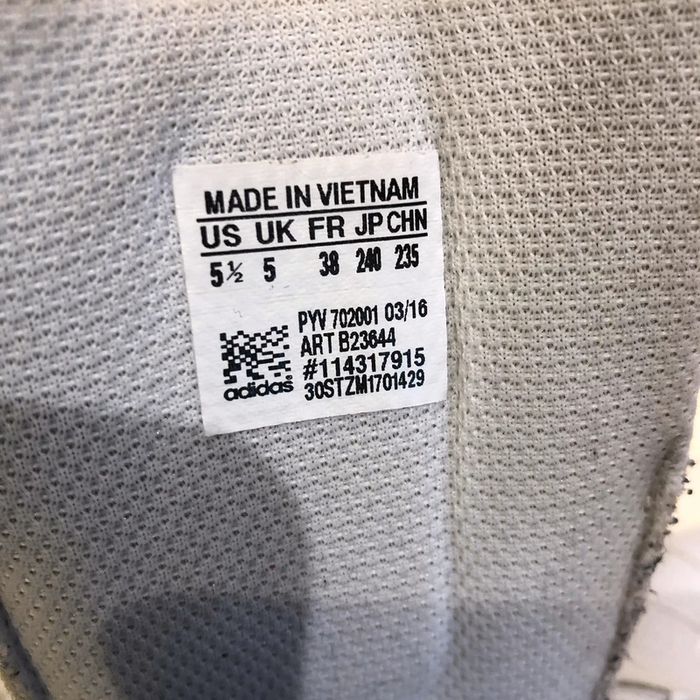 MADE IN VIETNAM
US UK FR JP CHN
5½ 5 38 240 235
PYV 702001 03/16
ART B23644
#114317915
adidas 30STZM1701429